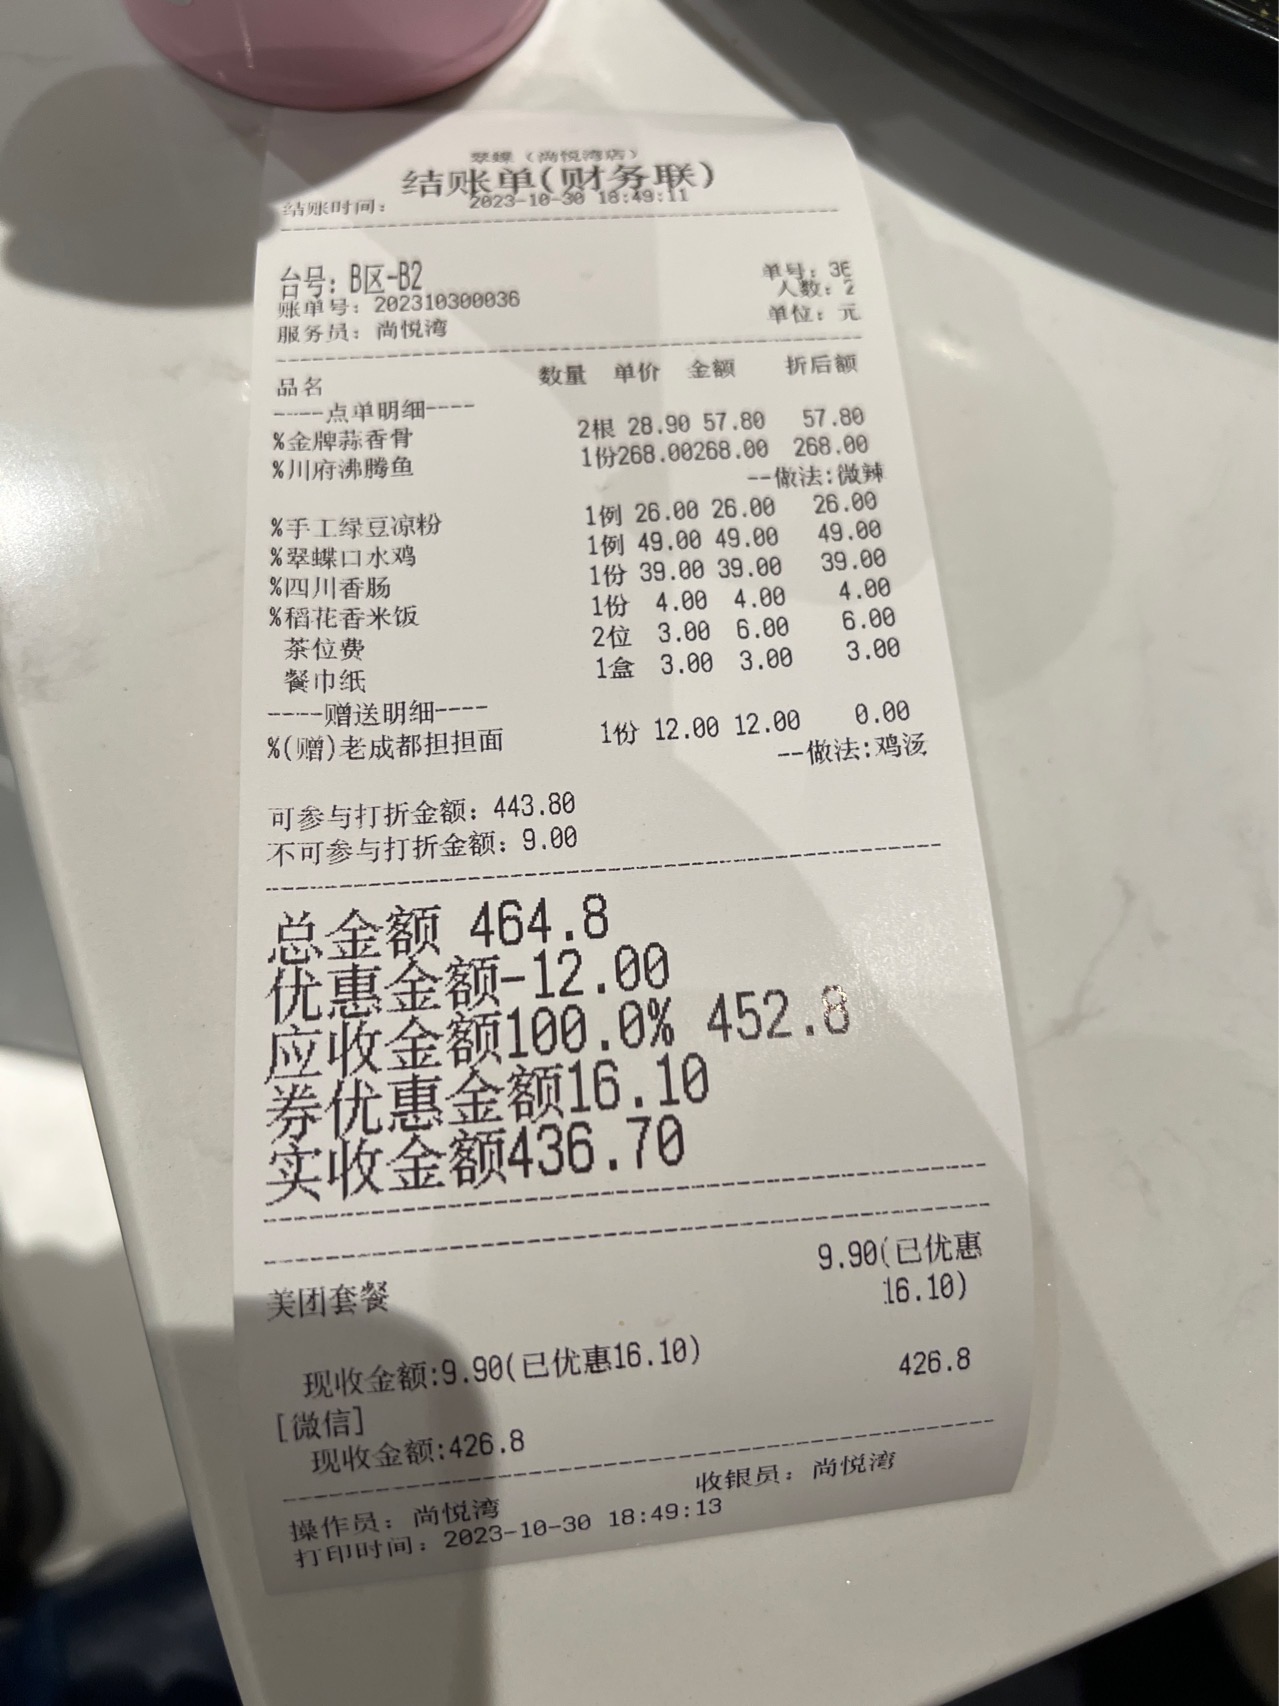 翠蝶（尚悦湾店）
结账单(财务联)
结账时间： 2023-10-30 18:49:11
台号：B区-B2 单号：3E
账单号：202310300036 人数：2
服务员：尚悦湾 单位：元
品名 数量 单价 金额 折后额
-----点单明细----
%金牌蒜香骨 2根 28.90 57.80 57.80
%川府沸腾鱼 1份268.00268.00 268.00
--做法:微辣
%手工绿豆凉粉 1例 26.00 26.00 26.00
%翠蝶口水鸡 1例 49.00 49.00 49.00
%四川香肠 1份 39.00 39.00 39.00
%稻花香米饭 1份 4.00 4.00 4.00
茶位费 2位 3.00 6.00 6.00
餐巾纸 1盒 3.00 3.00 3.00
-----赠送明细----
%(赠)老成都担担面 1份 12.00 12.00 0.00
--做法:鸡汤
可参与打折金额：443.80
不可参与打折金额：9.00
总金额 464.8
优惠金额-12.00
应收金额100.0% 452.8
券优惠金额16.10
实收金额436.70
美团套餐 9.90(已优惠
16.10)
现收金额:9.90(已优惠16.10)
[微信] 426.8
现收金额:426.8
操作员：尚悦湾 收银员：尚悦湾
打印时间：2023-10-30 18:49:13